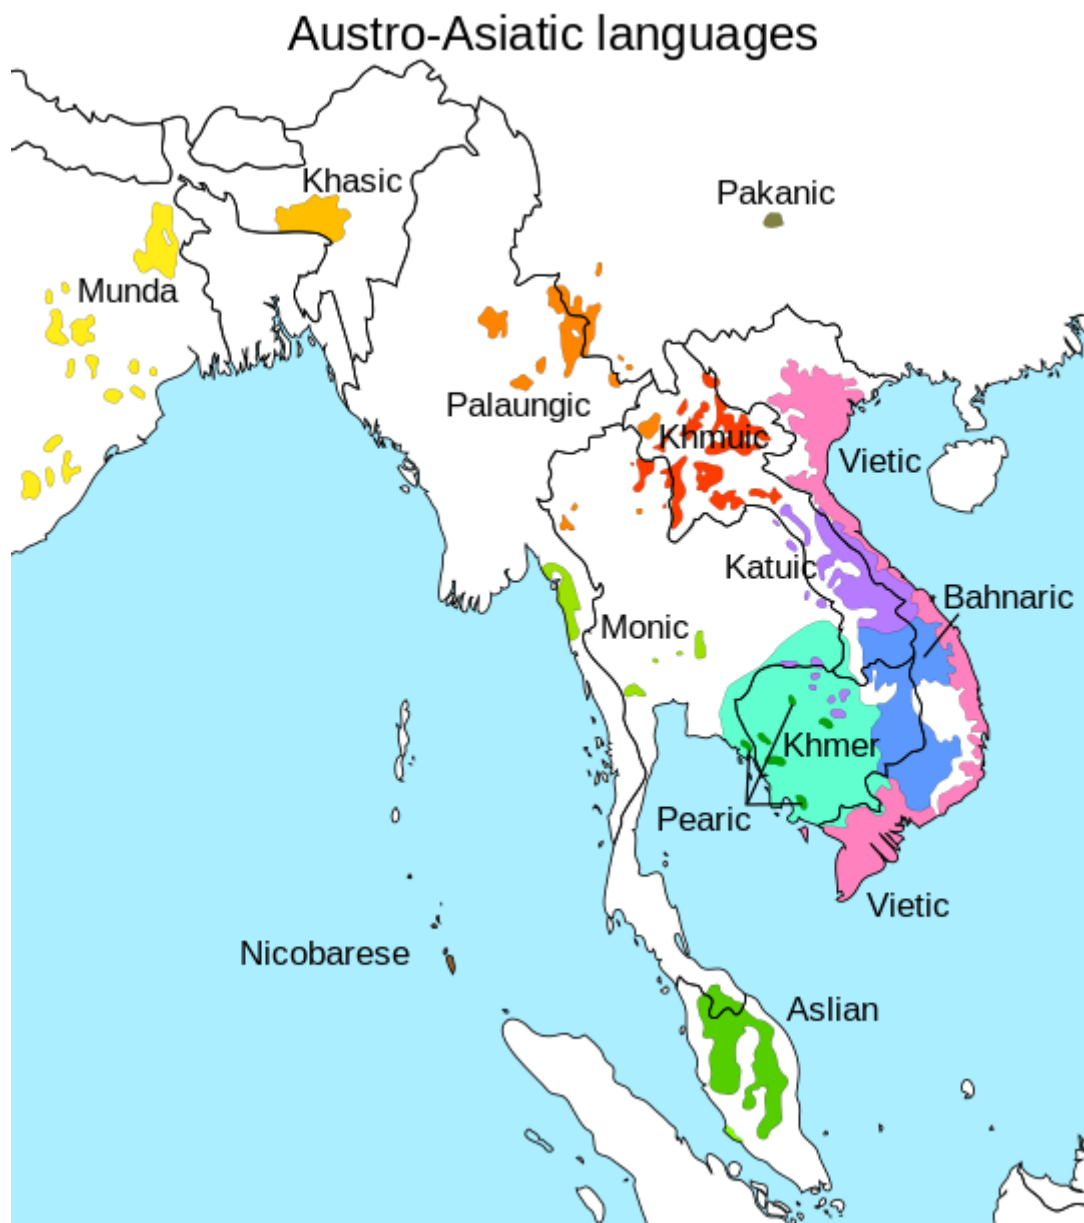 Austro-Asiatic languages
Khasic
Pakanic
Munda
Palaungic
Khmuic
Vietic
Katuic
Bahnaric
Monic
Khmer
Pearic
Vietic
Nicobarese
Aslian